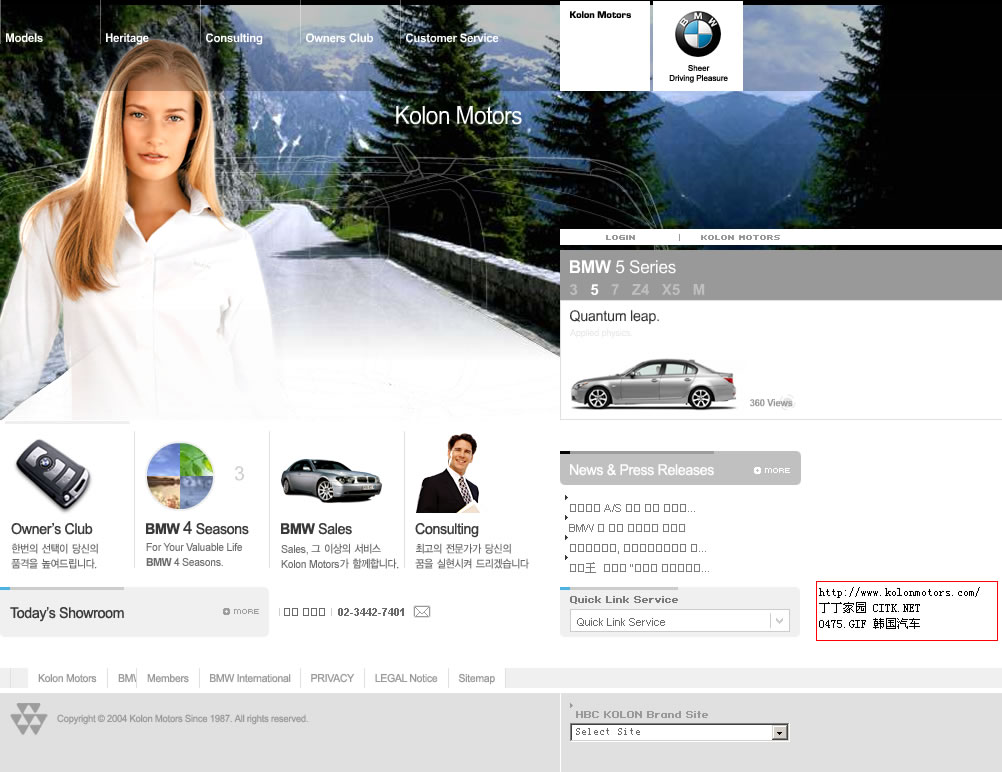 Models
Heritage
Consulting
Owners Club
Customer Service
Kolon Motors
BMW
Sheer
Driving Pleasure
Kolon Motors
LOGIN | KOLON MOTORS
BMW 5 Series
3 5 7 Z4 X5 M
Quantum leap.
Applied physics.
360 Views
Owner's Club
한번의 선택이 당신의
품격을 높여드립니다.
3
BMW 4 Seasons
For Your Valuable Life
BMW 4 Seasons.
BMW Sales
Sales, 그 이상의 서비스
Kolon Motors가 함께합니다.
Consulting
최고의 전문가가 당신의
꿈을 실현시켜 드리겠습니다
News & Press Releases
MORE
A/S
BMW
王
Today's Showroom
MORE
02-3442-7401
Quick Link Service
Quick Link Service
http://www.kolonmotors.com/
丁丁家园 CITK.NET
0475.GIF 韩国汽车
Kolon Motors
BMW
Members
BMW International
PRIVACY
LEGAL Notice
Sitemap
Copyright © 2004 Kolon Motors Since 1987. All rights reserved.
HBC KOLON Brand Site
Select Site